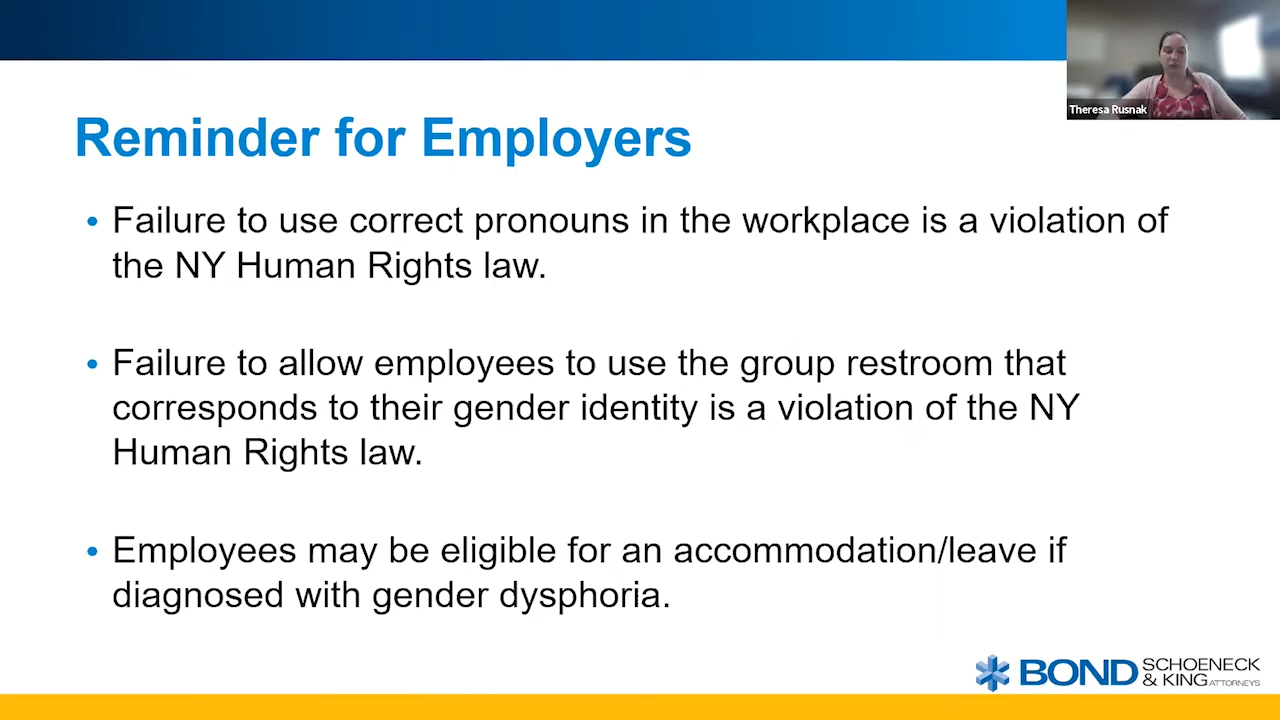 Theresa Rusnak
Reminder for Employers
• Failure to use correct pronouns in the workplace is a violation of
the NY Human Rights law.
• Failure to allow employees to use the group restroom that
corresponds to their gender identity is a violation of the NY
Human Rights law.
• Employees may be eligible for an accommodation/leave if
diagnosed with gender dysphoria.
BOND SCHOENECK
& KING ATTORNEYS